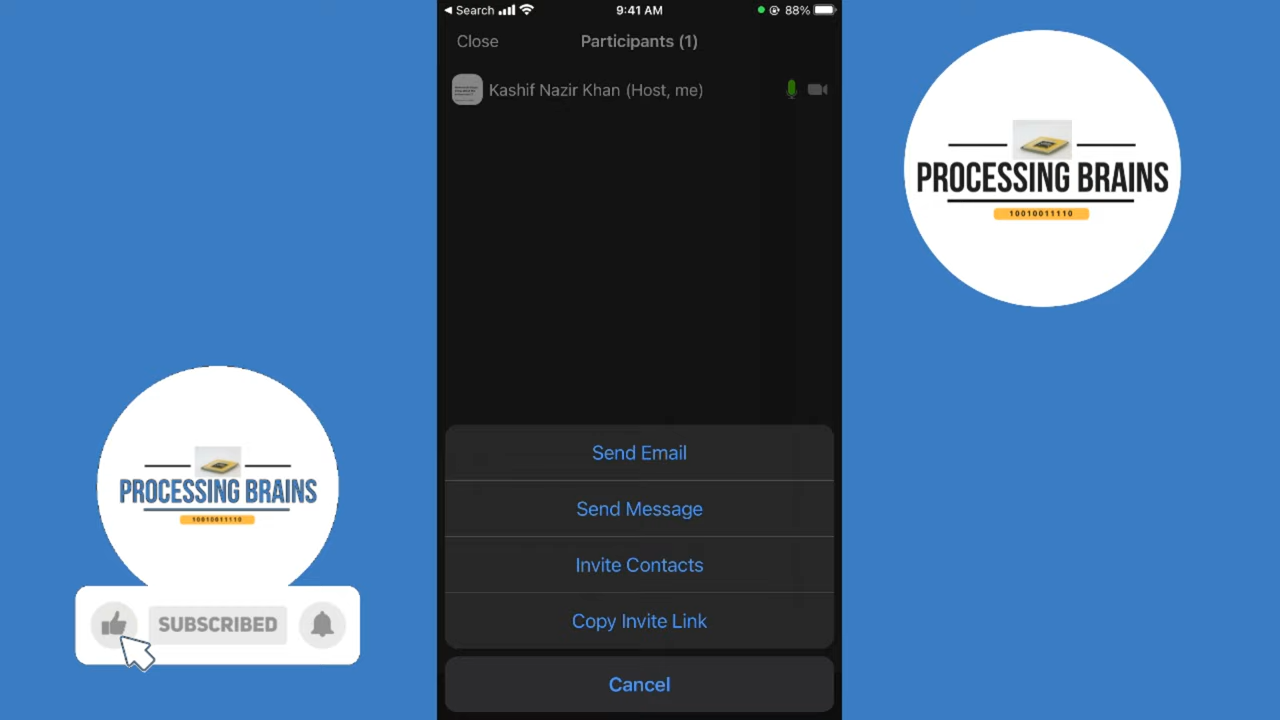 Search
9:41 AM
88%
Close
Participants (1)
Kashif Nazir Khan (Host, me)
Send Email
Send Message
Invite Contacts
Copy Invite Link
Cancel
PROCESSING BRAINS
10010011110
PROCESSING BRAINS
10010011110
SUBSCRIBED